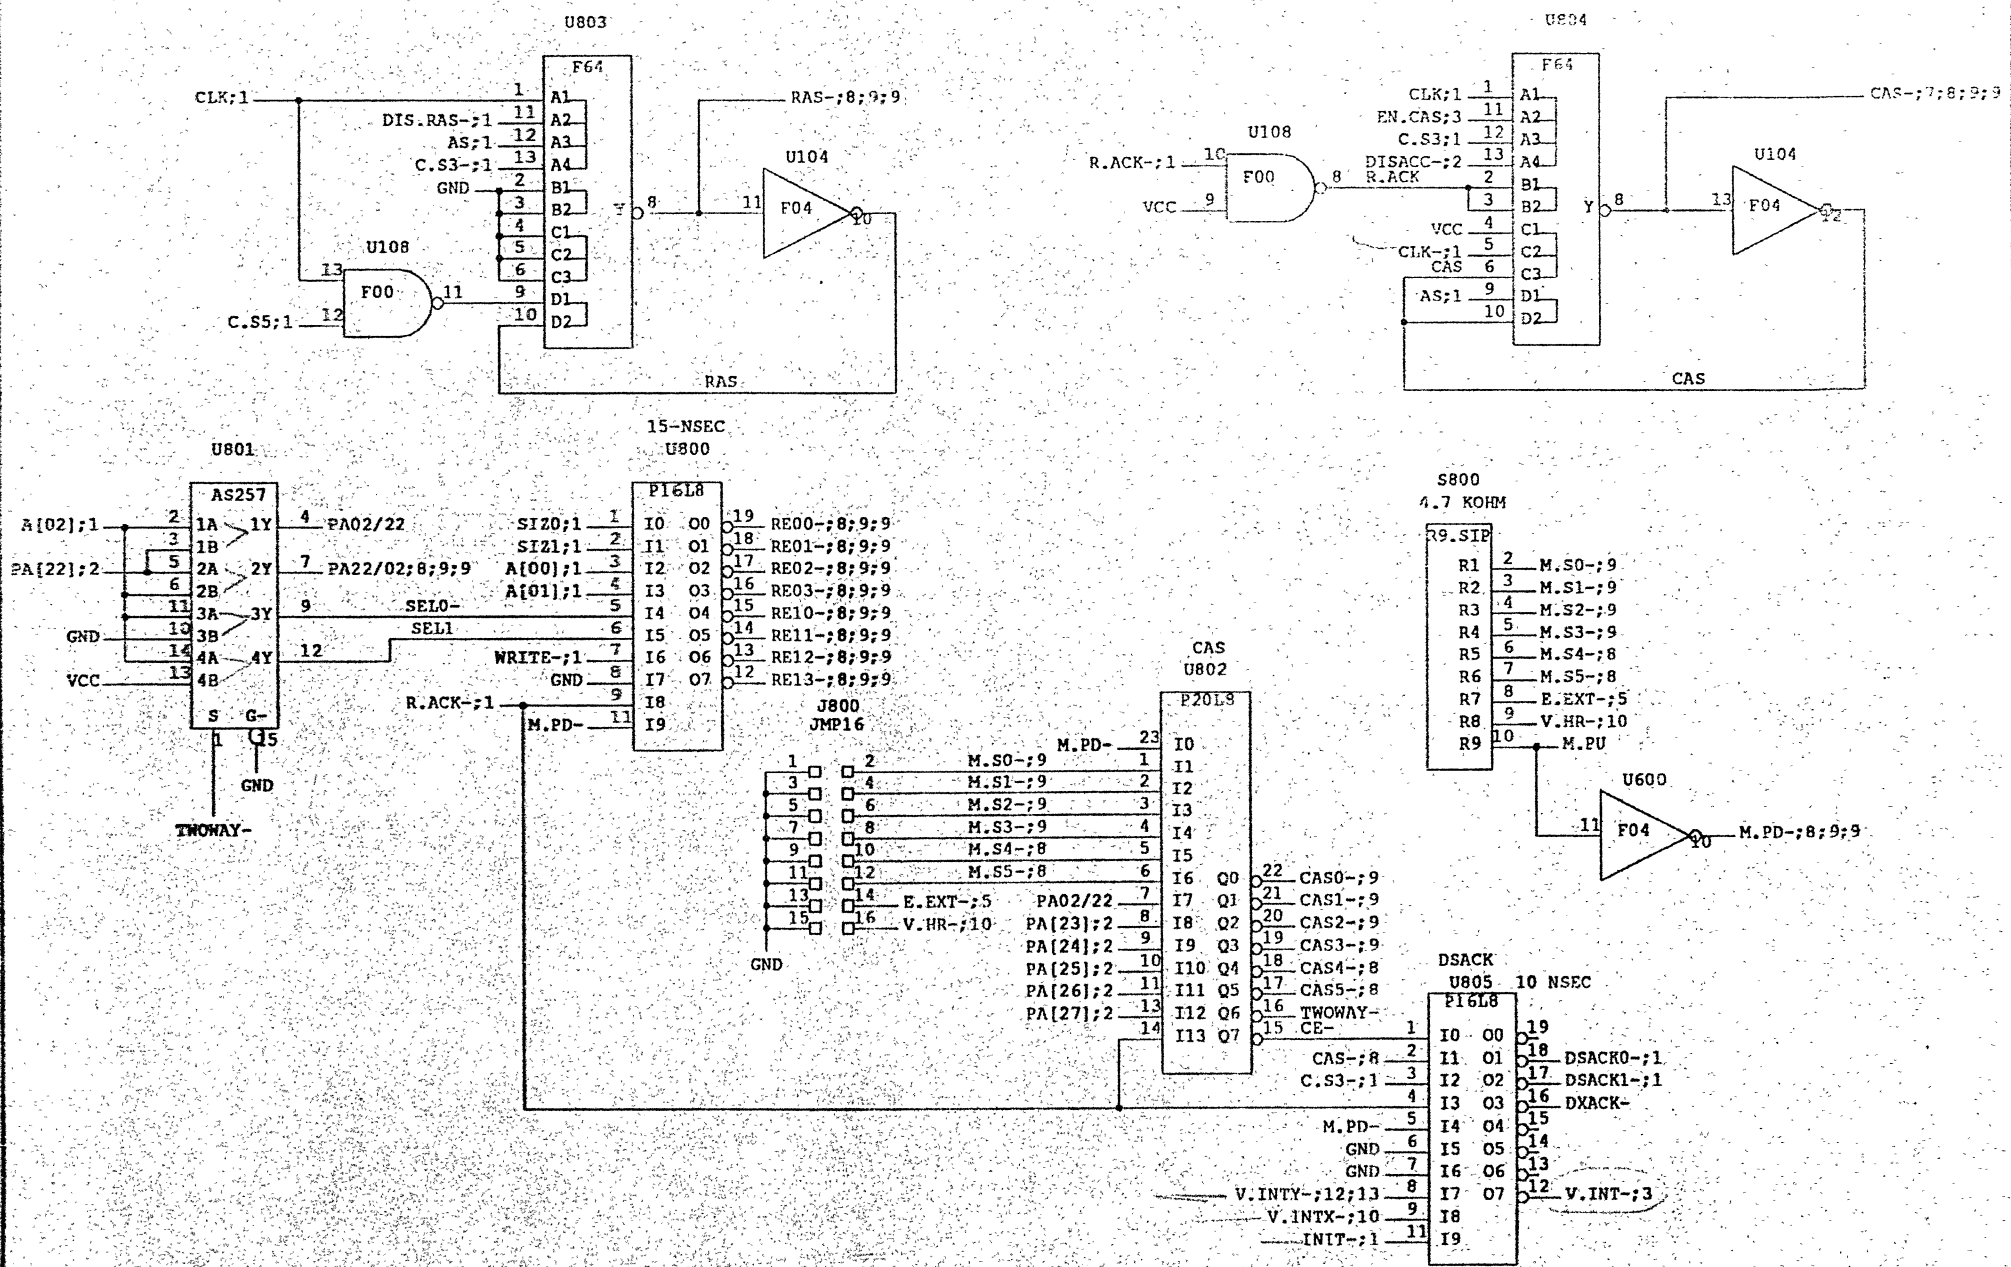 U803
F64
CLK;1 1 A1
DIS.RAS-;1 11 A2
AS;1 12 A3
C.S3-;1 13 A4
GND 2 B1
3 B2
4 C1
5 C2
6 C3
9 D1
10 D2
Y 8
RAS-;8;9;9
U104
11 F04 10
U108
13
F00 11
C.S5;1 12
RAS
U804
F64
CLK;1 1 A1
EN.CAS;3 11 A2
C.S3;1 12 A3
DISACC-;2 13 A4
R.ACK 2 B1
3 B2
VCC 4 C1
CLK-;1 5 C2
CAS 6 C3
AS;1 9 D1
10 D2
Y 8
CAS-;7;8;9;9
U104
13 F04 12
U108
R.ACK-;1 10
F00 8
VCC 9
CAS
U801
AS257
A[02];1 2 1A 1Y 4 PA02/22
3 1B
PA[22];2 5 2A 2Y 7 PA22/02;8;9;9
6 2B
11 3A 3Y 9 SEL0-
GND 10 3B
14 4A 4Y 12 SEL1
VCC 13 4B
S G-
1 15
GND
TWOWAY-
15-NSEC
U800
P16L8
SIZ0;1 1 I0 O0 19 RE00-;8;9;9
SIZ1;1 2 I1 O1 18 RE01-;8;9;9
A[00];1 3 I2 O2 17 RE02-;8;9;9
A[01];1 4 I3 O3 16 RE03-;8;9;9
5 I4 O4 15 RE10-;8;9;9
6 I5 O5 14 RE11-;8;9;9
WRITE-;1 7 I6 O6 13 RE12-;8;9;9
GND 8 I7 O7 12 RE13-;8;9;9
R.ACK-;1 9 I8
M.PD- 11 I9
J800
JMP16
1 2 M.S0-;9
3 4 M.S1-;9
5 6 M.S2-;9
7 8 M.S3-;9
9 10 M.S4-;8
11 12 M.S5-;8
13 14 E.EXT-;5
15 16 V.HR-;10
GND
CAS
U802
P20L8
M.PD- 23 I0
1 I1
2 I2
3 I3
4 I4
5 I5
6 I6 Q0 22 CAS0-;9
PA02/22 7 I7 Q1 21 CAS1-;9
PA[23];2 8 I8 Q2 20 CAS2-;9
PA[24];2 9 I9 Q3 19 CAS3-;9
PA[25];2 10 I10 Q4 18 CAS4-;8
PA[26];2 11 I11 Q5 17 CAS5-;8
PA[27];2 13 I12 Q6 16 TWOWAY-
14 I13 Q7 15 CE-
S800
4.7 KOHM
R9.SIP
R1 2 M.S0-;9
R2 3 M.S1-;9
R3 4 M.S2-;9
R4 5 M.S3-;9
R5 6 M.S4-;8
R6 7 M.S5-;8
R7 8 E.EXT-;5
R8 9 V.HR-;10
R9 10 M.PU
U600
11 F04 10 M.PD-;8;9;9
DSACK
U805 10 NSEC
P16L8
1 I0 O0 19
CAS-;8 2 I1 O1 18 DSACK0-;1
C.S3-;1 3 I2 O2 17 DSACK1-;1
4 I3 O3 16 DXACK-
M.PD- 5 I4 O4 15
GND 6 I5 O5 14
GND 7 I6 O6 13
V.INTY-;12;13 8 I7 O7 12 V.INT-;3
V.INTX-;10 9 I8
INIT-;1 11 I9